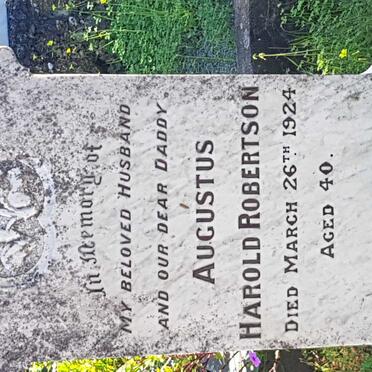 In Memory of
MY BELOVED HUSBAND
AND OUR DEAR DADDY.
AUGUSTUS
HAROLD ROBERTSON
DIED MARCH 26TH 1924
AGED 40.